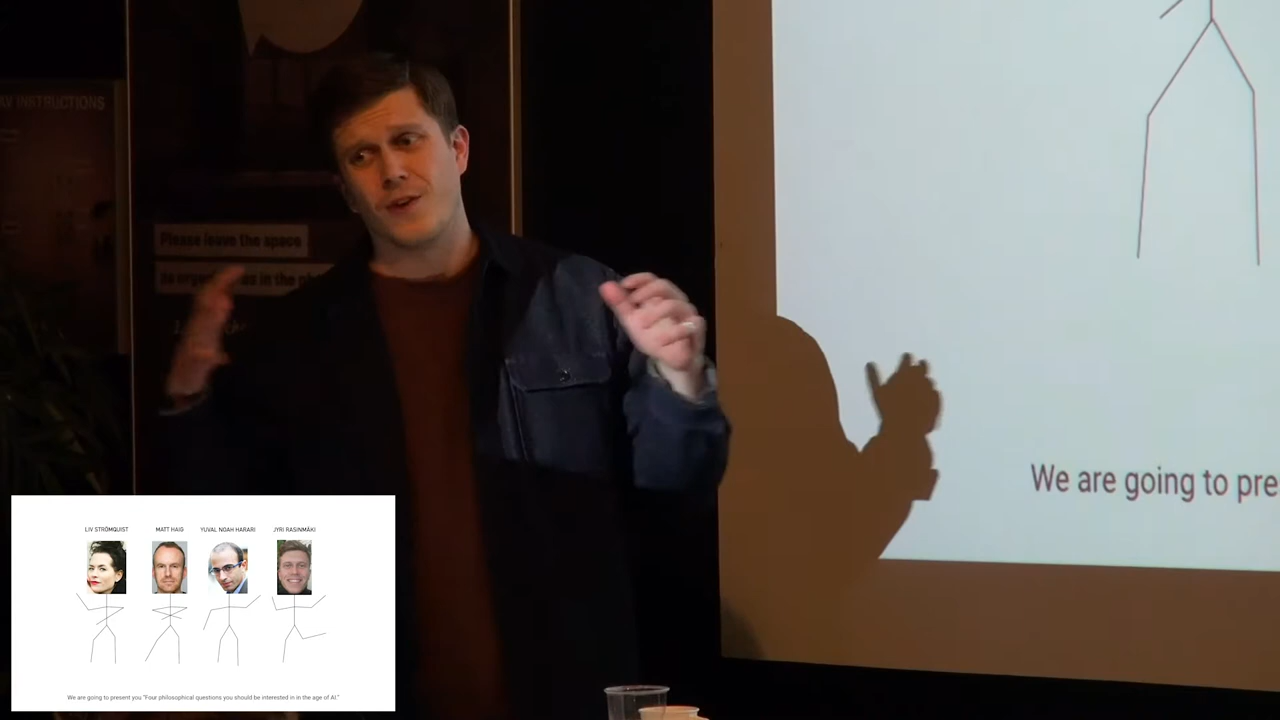 AV INSTRUCTIONS
Please leave the space
in the
We are going to pre
LIV STRÖMQUIST
MATT HAIG
YUVAL NOAH HARARI
JYRI RASINMÄKI
We are going to present you "Four philosophical questions you should be interested in in the age of AI."